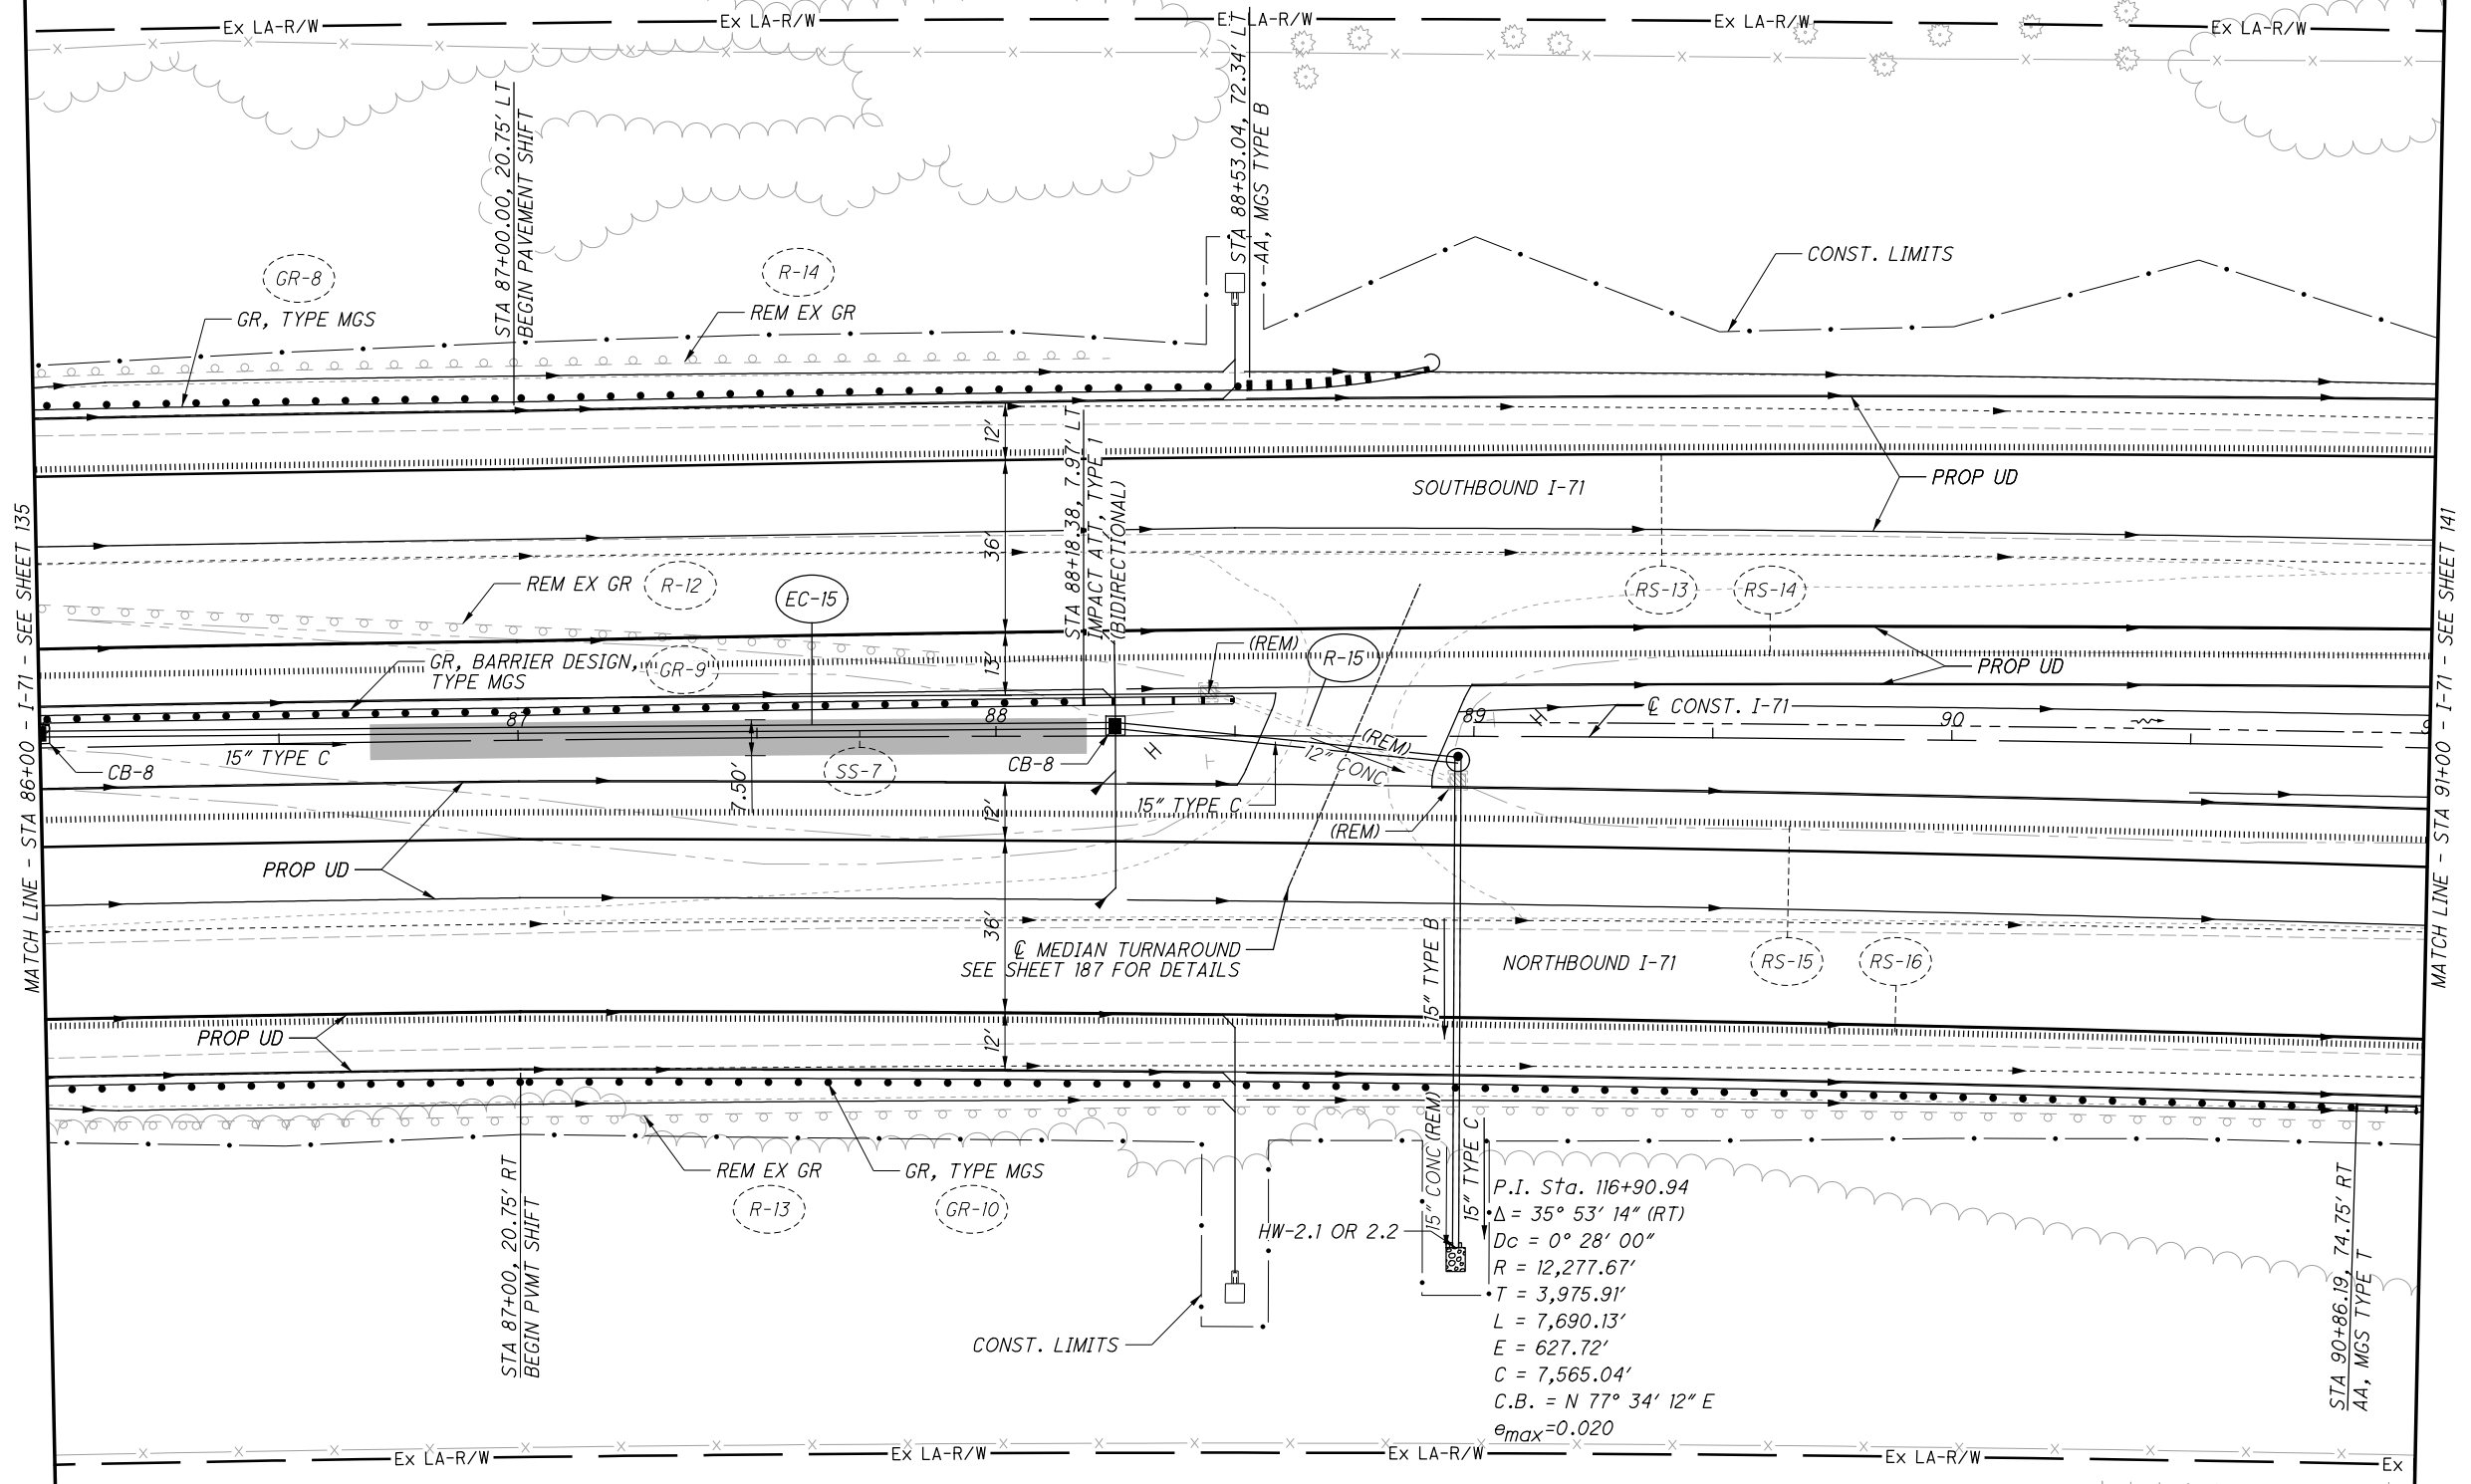 Ex LA-R/W
Ex LA-R/W
Ex LA-R/W
Ex LA-R/W
Ex LA-R/W
STA 87+00.00, 20.75' LT
BEGIN PAVEMENT SHIFT
STA 88+53.04, 72.34' LT
AA, MGS TYPE B
CONST. LIMITS
GR-8
GR, TYPE MGS
R-14
REM EX GR
12'
STA 88+18.38, 7.97' LT
IMPACT ATT, TYPE 1
(BIDIRECTIONAL)
SOUTHBOUND I-71
PROP UD
MATCH LINE - STA 86+00 - I-71 - SEE SHEET 135
MATCH LINE - STA 91+00 - I-71 - SEE SHEET 141
36'
REM EX GR
R-12
EC-15
RS-13
RS-14
(REM)
R-15
GR, BARRIER DESIGN,
TYPE MGS
GR-9
13'
PROP UD
87
88
89
90
9
℄ CONST. I-71
15" TYPE C
CB-8
SS-7
7.50'
CB-8
H
H
(REM)
12" CONC
15" TYPE C
(REM)
12'
PROP UD
36'
℄ MEDIAN TURNAROUND
SEE SHEET 187 FOR DETAILS
15" TYPE B
NORTHBOUND I-71
RS-15
RS-16
PROP UD
12'
STA 87+00, 20.75' RT
BEGIN PVMT SHIFT
REM EX GR
R-13
GR, TYPE MGS
GR-10
15" CONC (REM)
15" TYPE C
HW-2.1 OR 2.2
CONST. LIMITS
P.I. Sta. 116+90.94
Δ = 35° 53' 14" (RT)
Dc = 0° 28' 00"
R = 12,277.67'
T = 3,975.91'
L = 7,690.13'
E = 627.72'
C = 7,565.04'
C.B. = N 77° 34' 12" E
emax=0.020
STA 90+86.19, 74.75' RT
AA, MGS TYPE T
Ex LA-R/W
Ex LA-R/W
Ex LA-R/W
Ex LA-R/W
Ex